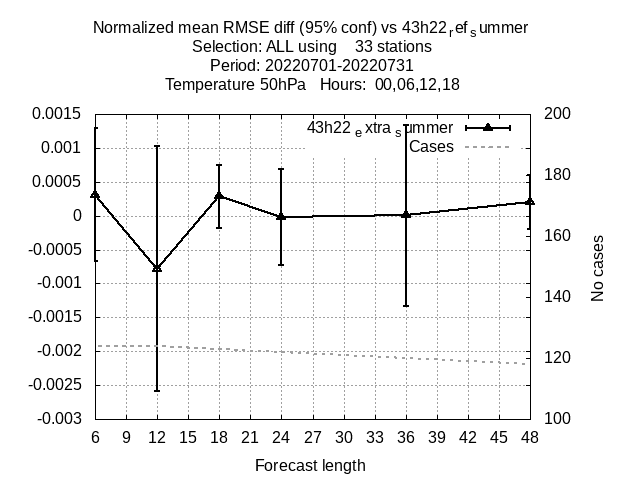 Normalized mean RMSE diff (95% conf) vs 43h22refsummer
Selection: ALL using 33 stations
Period: 20220701-20220731
Temperature 50hPa Hours: 00,06,12,18
43h22extrasummer
Cases
0.0015
0.001
0.0005
0
-0.0005
-0.001
-0.0015
-0.002
-0.0025
-0.003
200
180
160
140
120
100
No cases
6 9 12 15 18 21 24 27 30 33 36 39 42 45 48
Forecast length